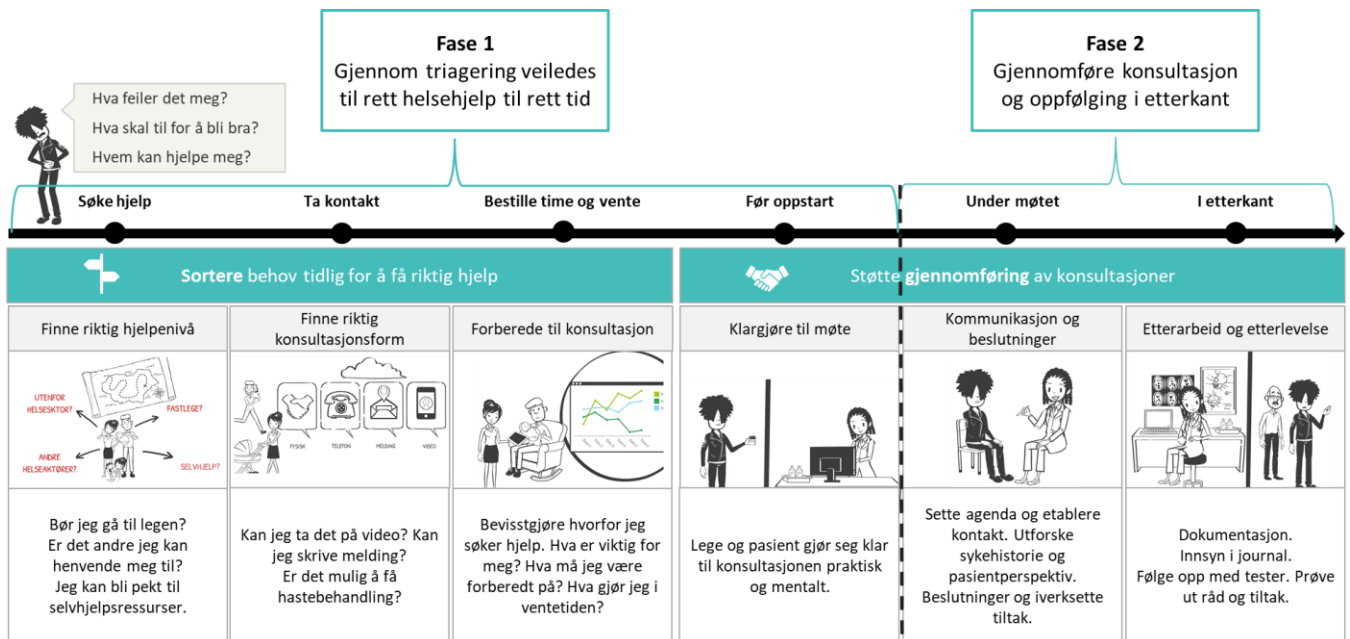 Fase 1
Gjennom triagering veiledes
til rett helsehjelp til rett tid
Fase 2
Gjennomføre konsultasjon
og oppfølging i etterkant
Hva feiler det meg?
Hva skal til for å bli bra?
Hvem kan hjelpe meg?
Søke hjelp
Ta kontakt
Bestille time og vente
Før oppstart
Under møtet
I etterkant
Sortere behov tidlig for å få riktig hjelp
Støtte gjennomføring av konsultasjoner
Finne riktig hjelpenivå
Finne riktig
konsultasjonsform
Forberede til konsultasjon
Klargjøre til møte
Kommunikasjon og
beslutninger
Etterarbeid og etterlevelse
UTENFOR
HELSESKTOR?
FASTLEGE?
ANDRE
HELSEAKTØRER?
SELVHJELP?
FYSISK
TELEFON
MELDING
VIDEO
Bør jeg gå til legen?
Er det andre jeg kan
henvende meg til?
Jeg kan bli pekt til
selvhjelpsressurser.
Kan jeg ta det på video? Kan
jeg skrive melding?
Er det mulig å få
hastebehandling?
Bevisstgjøre hvorfor jeg
søker hjelp. Hva er viktig for
meg? Hva må jeg være
forberedt på? Hva gjør jeg i
ventetiden?
Lege og pasient gjør seg klar
til konsultasjonen praktisk
og mentalt.
Sette agenda og etablere
kontakt. Utforske
sykehistorie og
pasientperspektiv.
Beslutninger og iverksette
tiltak.
Dokumentasjon.
Innsyn i journal.
Følge opp med tester. Prøve
ut råd og tiltak.